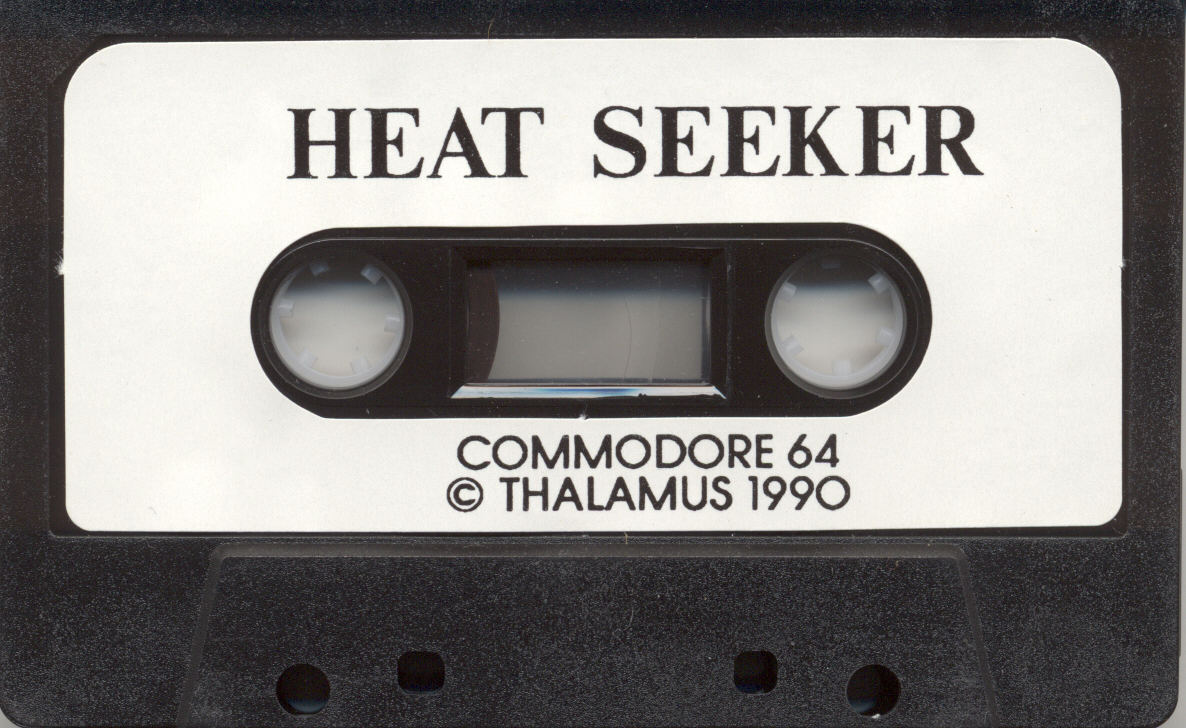 HEAT SEEKER
COMMODORE 64
© THALAMUS 1990